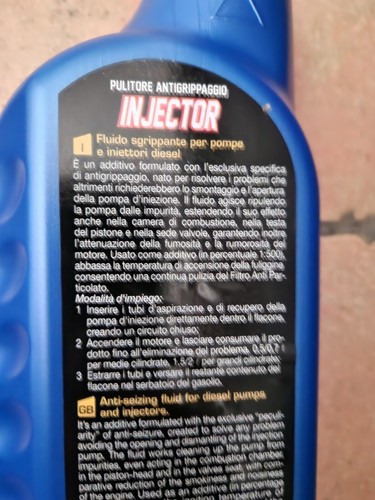 PULITORE ANTIGRIPPAGGIO
INJECTOR
I Fluido sgrippante per pompe
e iniettori diesel
È un additivo formulato con l'esclusiva specifica
di antigrippaggio, nato per risolvere i problemi che
altrimenti richiederebbero lo smontaggio e l'apertura
della pompa d'iniezione. Il fluido agisce ripulendo
la pompa dalle impurità, estendendo il suo effetto
anche nella camera di combustione, nella testa
del pistone e nella sede valvole, garantendo inoltre
l'attenuazione della fumosità e la rumorosità del
motore. Usato come additivo (in percentuale 1:500),
abbassa la temperatura di accensione della fuliggine,
consentendo una continua pulizia del Filtro Anti Par-
ticolato.
Modalità d'impiego:
1 Inserire i tubi d'aspirazione e di recupero della
pompa d'iniezione direttamente dentro il flacone,
creando un circuito chiuso;
2 Accendere il motore e lasciare consumare il pro-
dotto fino all'eliminazione del problema. 0,5/0,7 l
per medie cilindrate, 1,5/2 l per grandi cilindrate;
3 Estrarre i tubi e versare il restante contenuto del
flacone nel serbatoio del gasolio.
GB Anti-seizing fluid for diesel pumps
and injectors.
It's an additive formulated with the exclusive "pecul-
arity" of anti-seizure, created to solve any problem
avoiding the opening and dismanting of the injection
pump. The fluid works cleaning up the pump from
impurities, even acting in the combustion chamber,
in the piston-head and in the valves seat, with com-
parative reduction of the smokiness and noisiness
of the engine. Used as an additive (in percentage